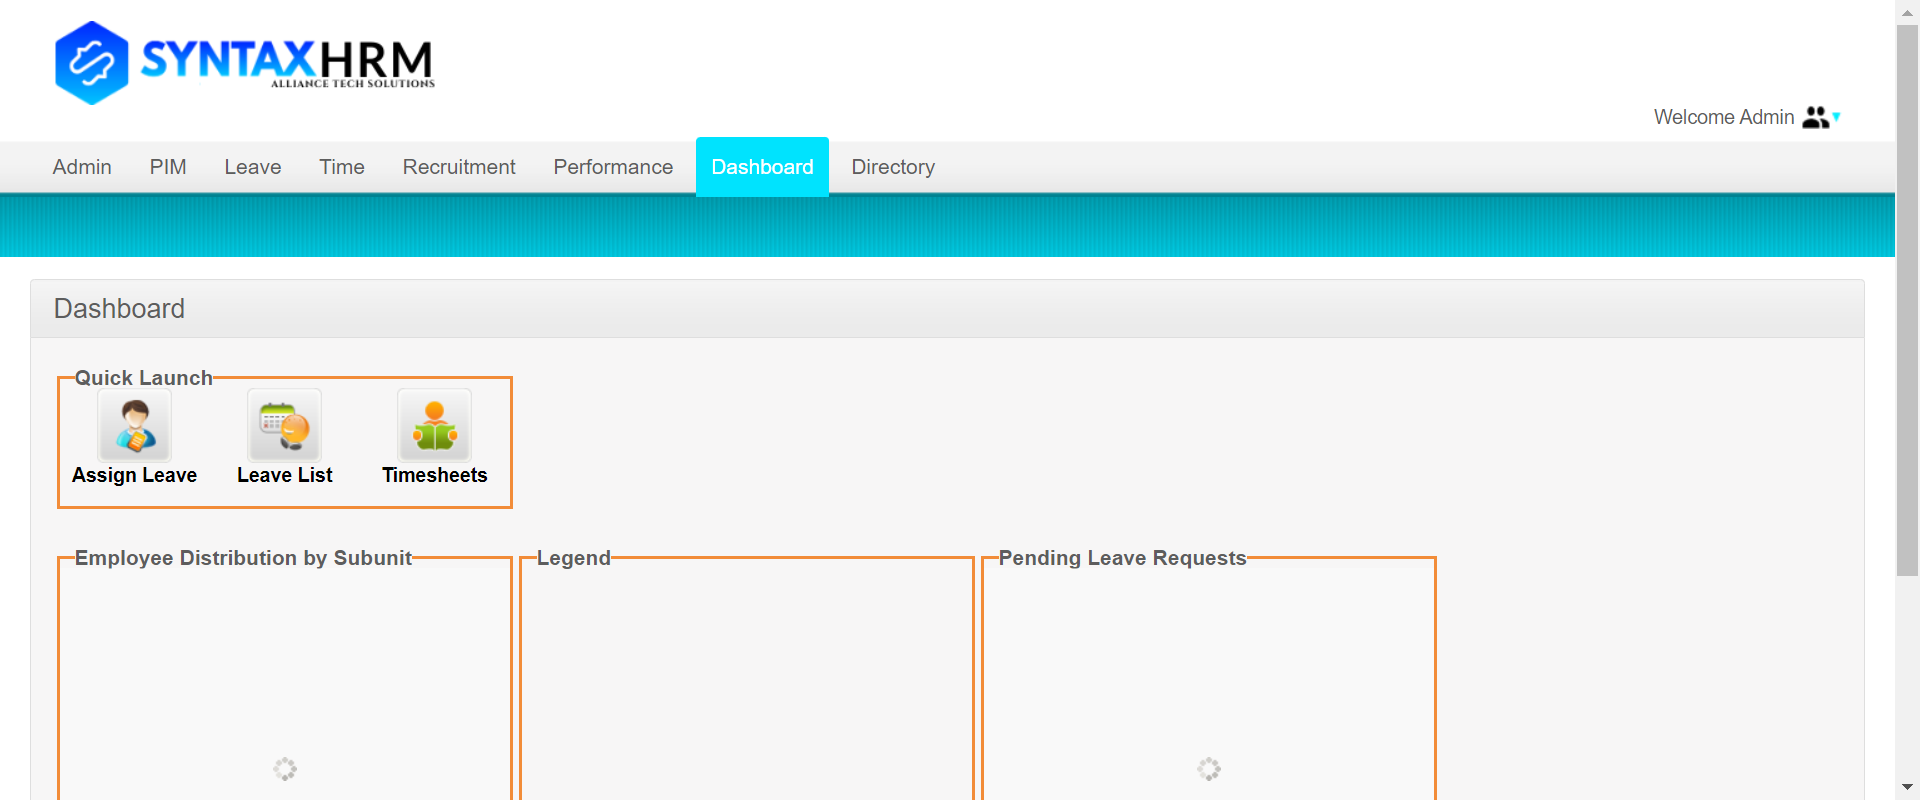 SYNTAXHRM
ALLIANCE TECH SOLUTIONS
Welcome Admin
Admin PIM Leave Time Recruitment Performance Dashboard Directory
Dashboard
Quick Launch
Assign Leave Leave List Timesheets
Employee Distribution by Subunit Legend Pending Leave Requests